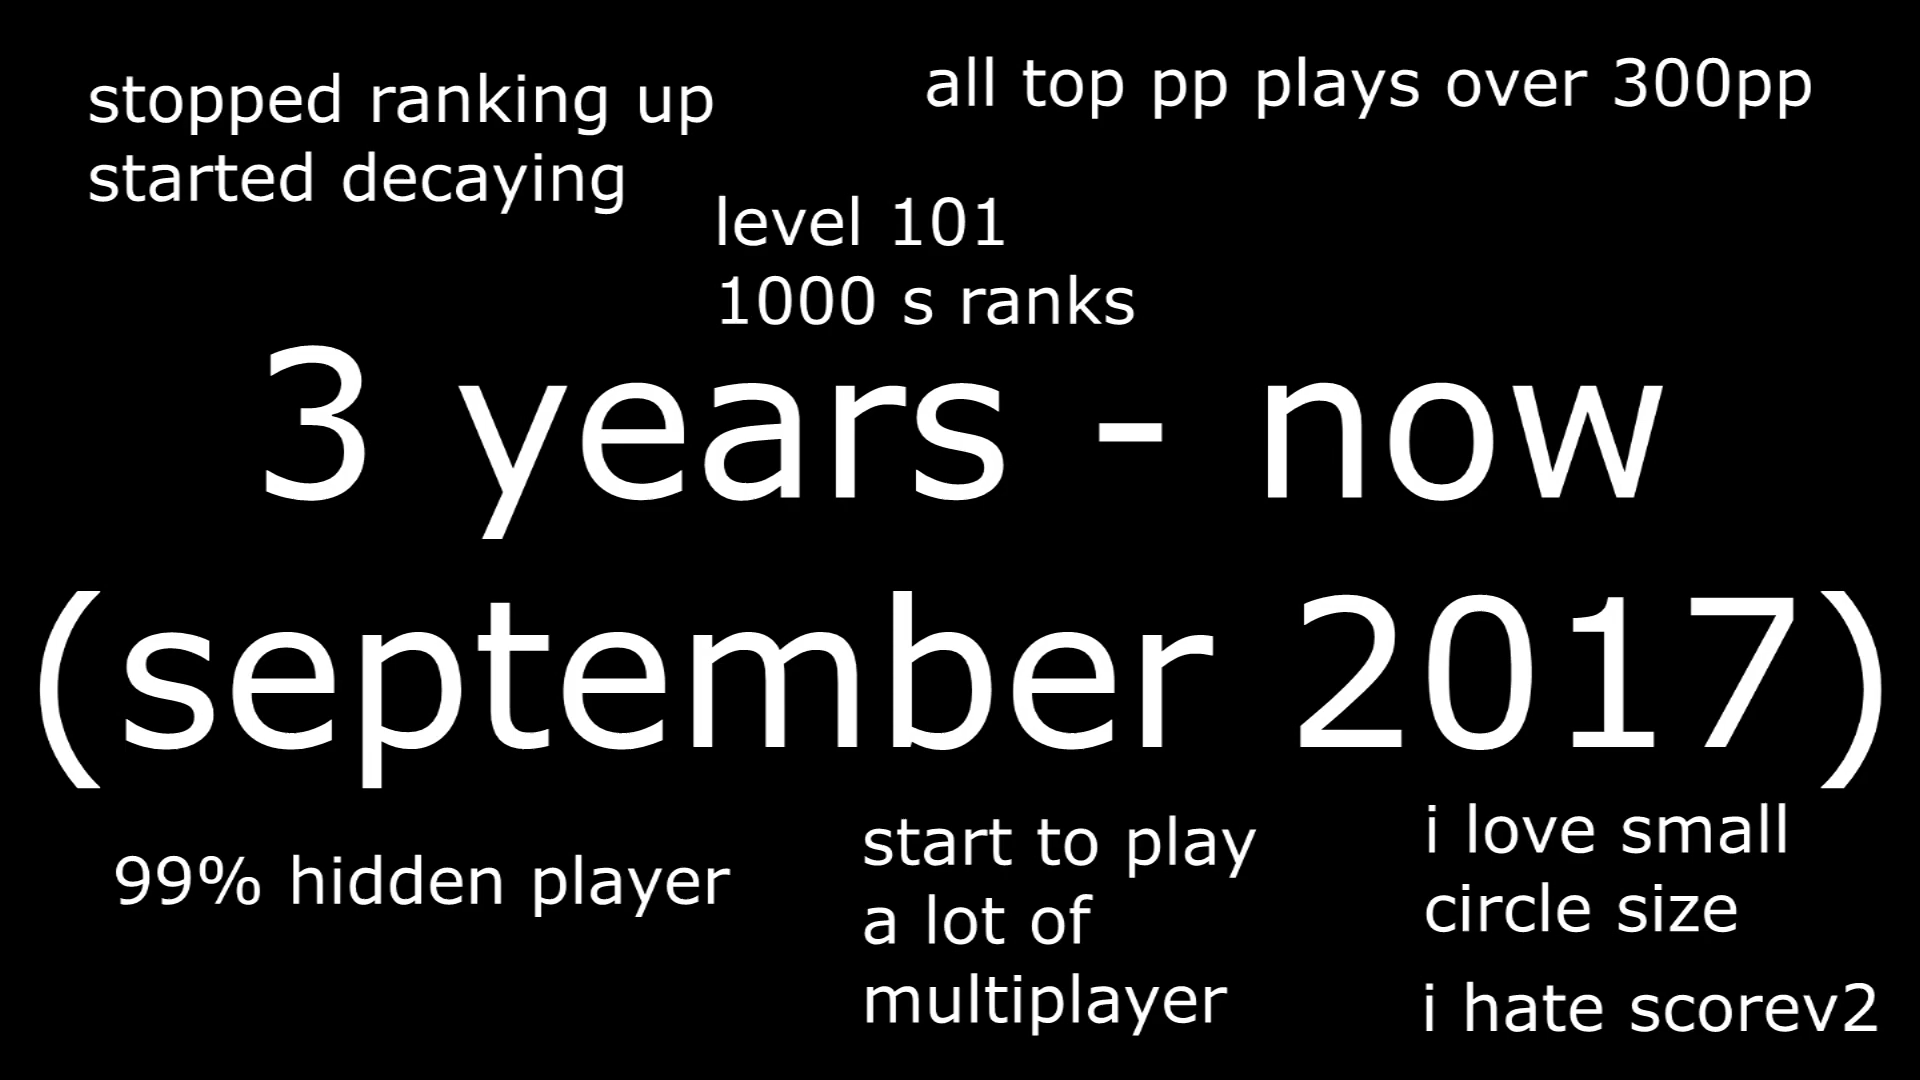 stopped ranking up
started decaying
all top pp plays over 300pp
level 101
1000 s ranks
3 years - now
(september 2017)
99% hidden player
start to play
a lot of
multiplayer
i love small
circle size
i hate scorev2